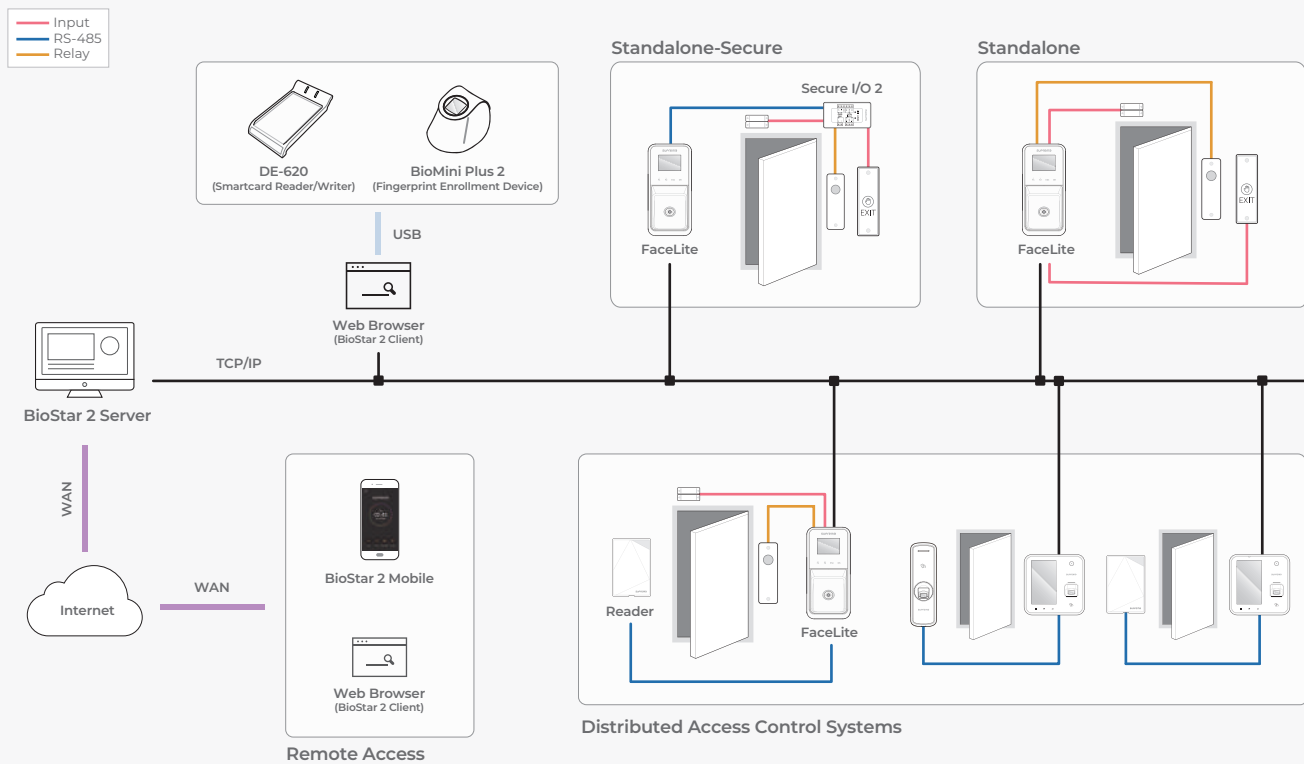 Input
RS-485
Relay
Standalone-Secure
Standalone
Secure I/O 2
DE-620
(Smartcard Reader/Writer)
BioMini Plus 2
(Fingerprint Enrollment Device)
EXIT
FaceLite
EXIT
FaceLite
USB
Web Browser
(BioStar 2 Client)
TCP/IP
BioStar 2 Server
WAN
Internet
WAN
BioStar 2 Mobile
Web Browser
(BioStar 2 Client)
Remote Access
Reader
FaceLite
Distributed Access Control Systems